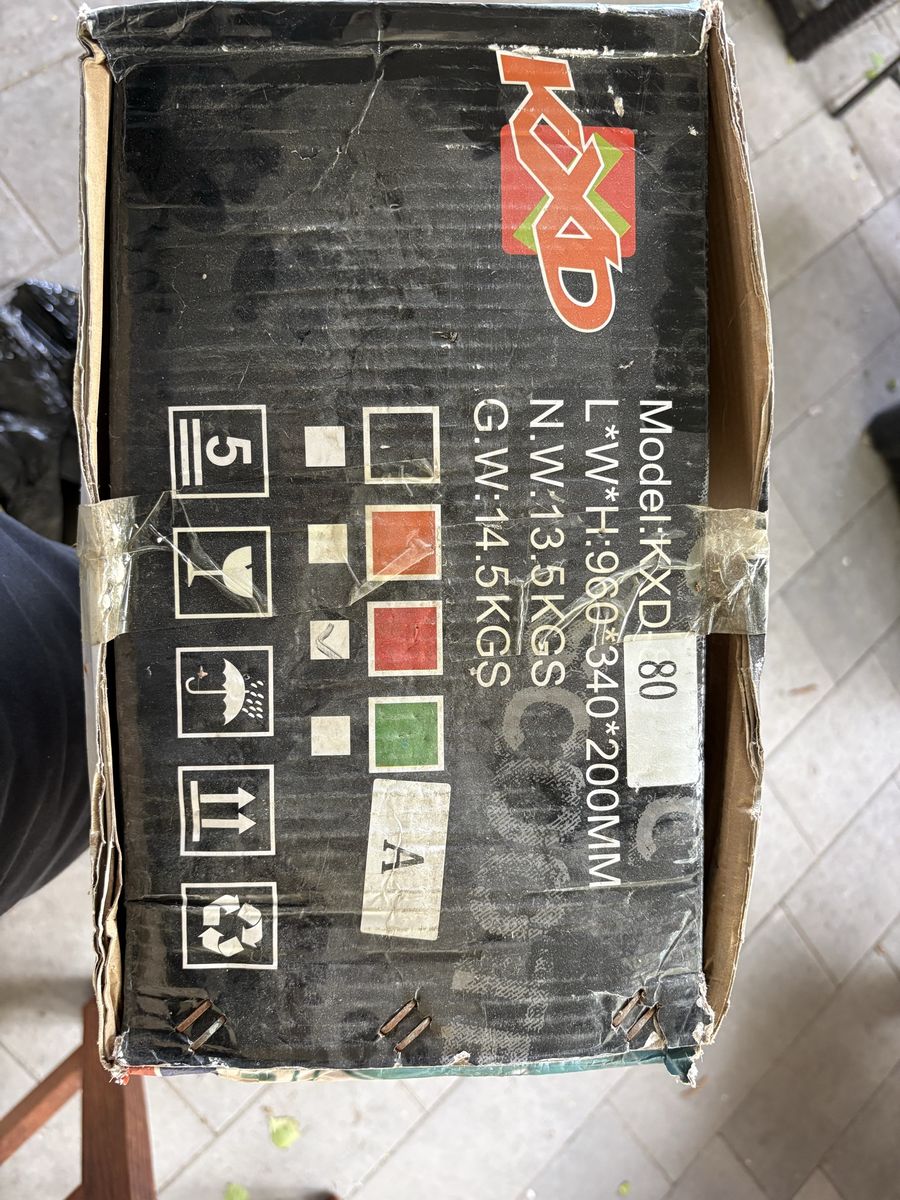 KXD
Model:KXD: 80
L*W*H:960*340*200MM
N.W:13.5KGS
G.W:14.5KGS
A
5